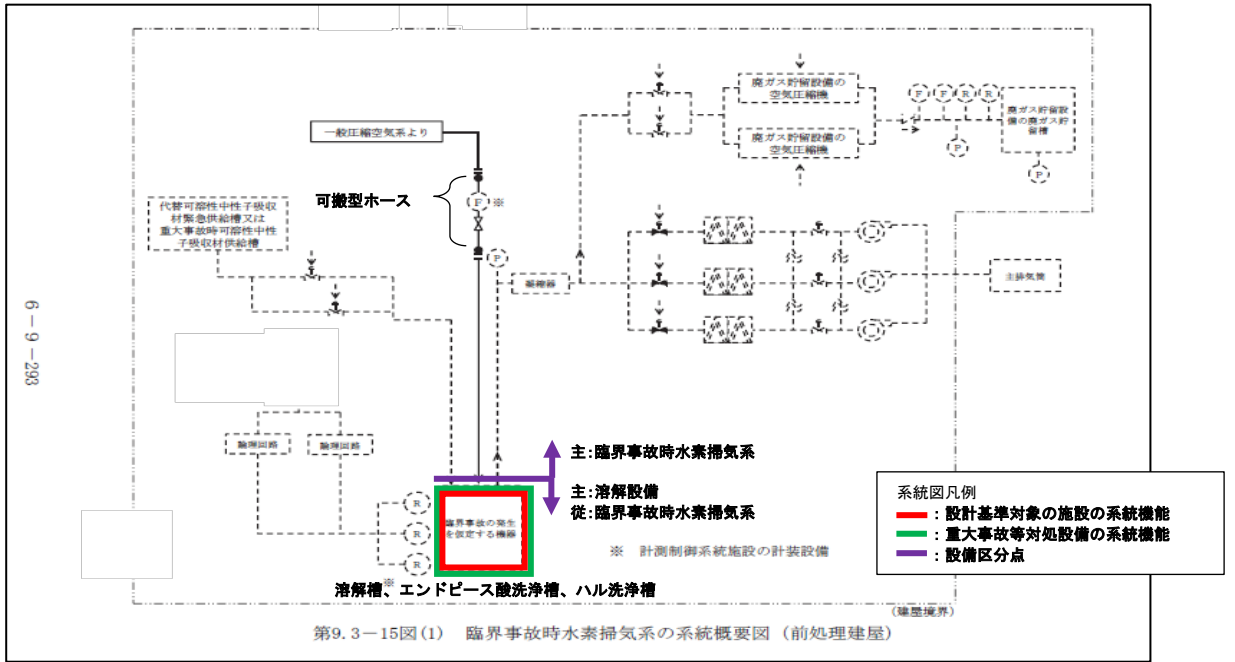 廃ガス貯留設備の
空気圧縮機
F
F
R
R
廃ガス貯留設
備の廃ガス貯
留槽
P
P
一般圧縮空気系より
廃ガス貯留設備の
空気圧縮機
可搬型ホース
F
※
代替可溶性中性子吸収
材緊急供給槽又は
重大事故時可溶性中性
子吸収材供給槽
P
凝縮器
主排気筒
6-9-293
論理回路
論理回路
主：臨界事故時水素掃気系
主：溶解設備
従：臨界事故時水素掃気系
R
R
R
※
臨界事故の発生
を仮定する機器
※ 計測制御系統施設の計装設備
溶解槽、エンドピース酸洗浄槽、ハル洗浄槽
系統図凡例
：設計基準対象の施設の系統機能
：重大事故等対処設備の系統機能
：設備区分点
(建屋境界)
第9.3－15図(1) 臨界事故時水素掃気系の系統概要図（前処理建屋）